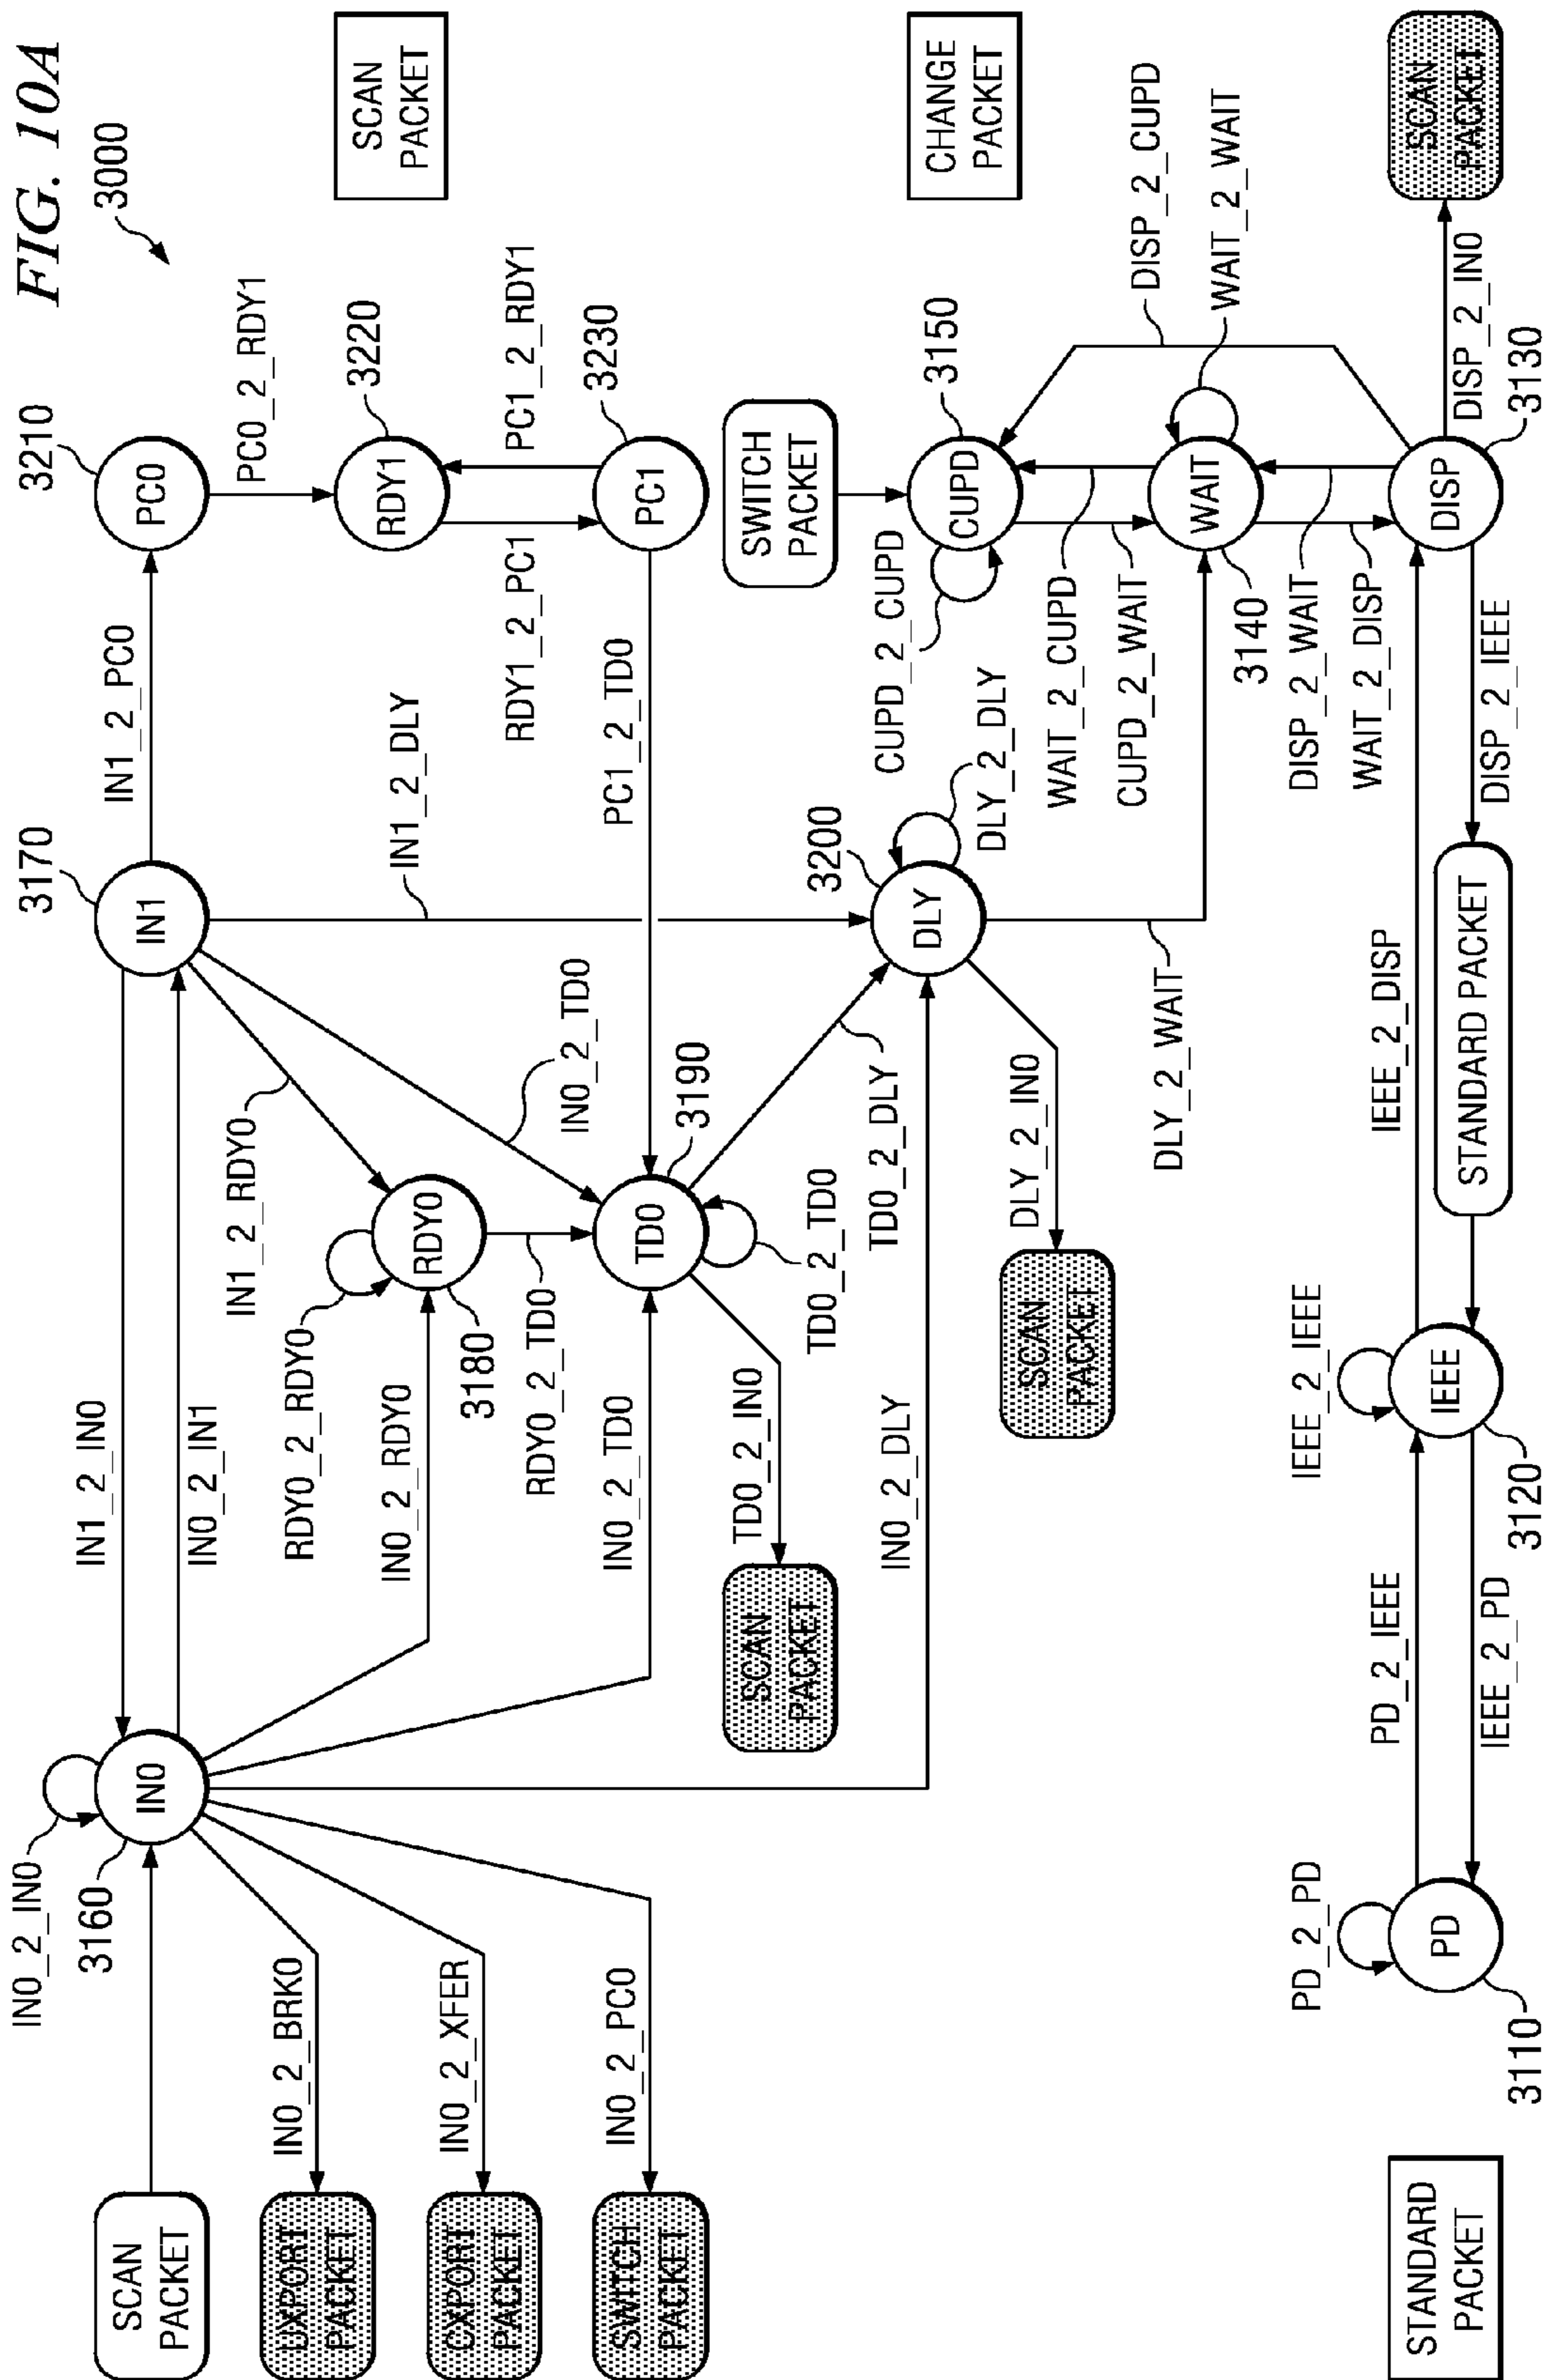 FIG. 10A
3000
SCAN
PACKET
IN0_2_IN0
IN0
3160
IN1_2_IN0
IN0_2_IN1
IN1
3170
IN1_2_PC0
PC0
3210
PC0_2_RDY1
SCAN
PACKET
UXPORT
PACKET
IN0_2_BRK0
CXPORT
PACKET
IN0_2_XFER
SWITCH
PACKET
IN0_2_PC0
IN1_2_RDY0
RDY0_2_RDY0
IN0_2_RDY0
RDY0
3180
RDY0_2_TD0
IN0_2_TD0
TD0
3190
IN0_2_TD0
TD0_2_TD0
TD0_2_IN0
SCAN
PACKET
TD0_2_DLY
IN1_2_DLY
RDY1
3220
PC1_2_RDY1
RDY1_2_PC1
PC1
3230
PC1_2_TD0
IN0_2_DLY
DLY
3200
DLY_2_DLY
DLY_2_IN0
SCAN
PACKET
DLY_2_WAIT
SWITCH
PACKET
CUPD
3150
CUPD_2_CUPD
WAIT_2_CUPD
CUPD_2_WAIT
WAIT
3140
DISP_2_CUPD
WAIT_2_WAIT
CHANGE
PACKET
DISP_2_WAIT
WAIT_2_DISP
STANDARD
PACKET
PD_2_PD
PD
3110
PD_2_IEEE
IEEE_2_PD
IEEE_2_IEEE
IEEE
3120
IEEE_2_DISP
STANDARD PACKET
DISP_2_IEEE
DISP
3130
DISP_2_IN0
SCAN
PACKET